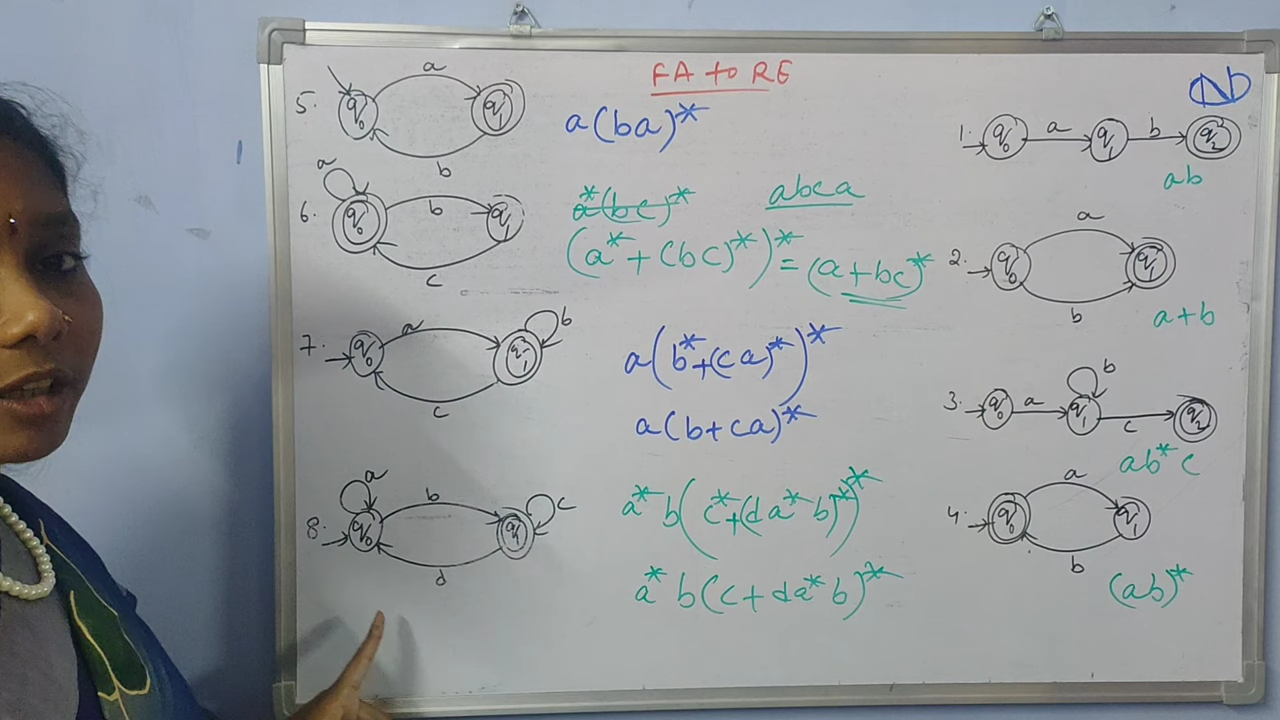 FA to RE
5.
a
q0
q1
b
a(ba)*
6.
a
q0
b
q1
c
a*(bc)*
abca
(a* + (bc)*)* = (a+bc)*
7.
a
q0
q1
b
c
a(b*+(ca)*)*
a(b+ca)*
8.
a
q0
b
q1
c
d
a*b(c*+(da*b)*)*
a*b(c+da*b)*
1.
q0
a
q1
b
q2
ab
2.
a
q0
q1
b
a+b
3.
q0
a
q1
b
c
q2
ab*c
4.
a
q0
q1
b
(ab)*